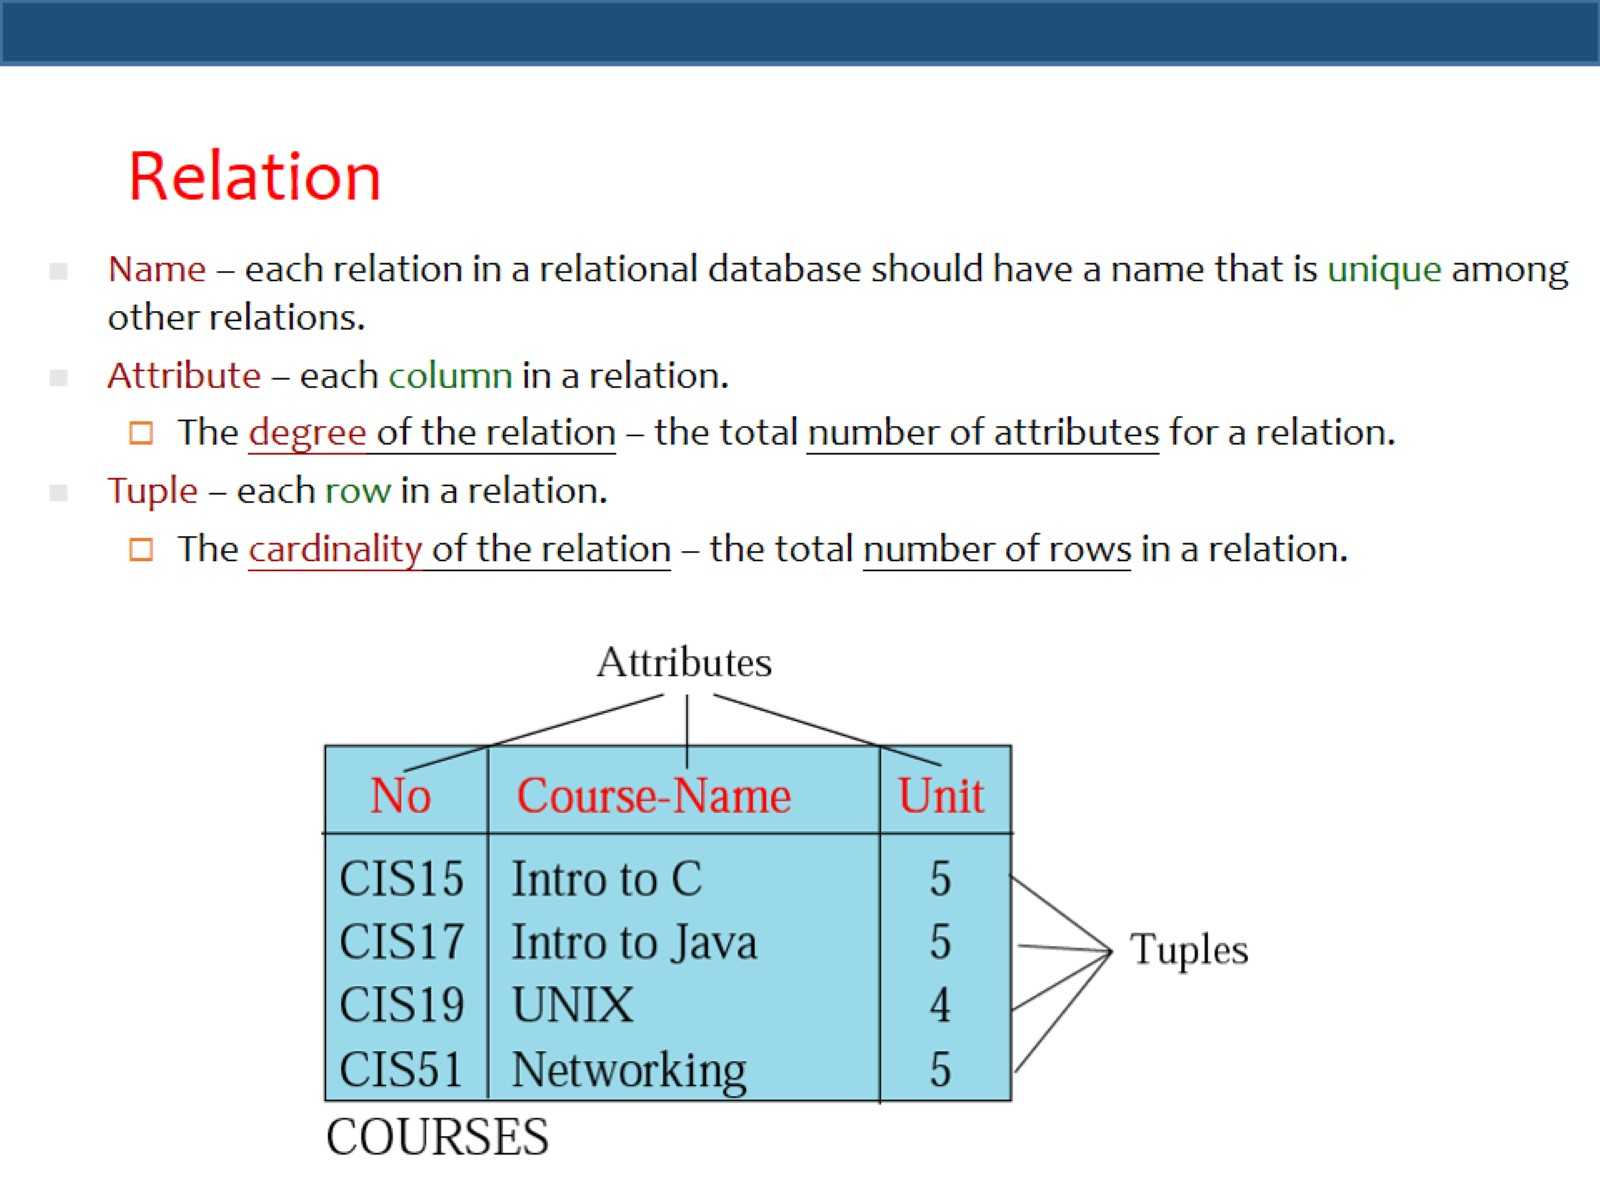 Relation
Name – each relation in a relational database should have a name that is unique among
other relations.
Attribute – each column in a relation.
The degree of the relation – the total number of attributes for a relation.
Tuple – each row in a relation.
The cardinality of the relation – the total number of rows in a relation.
Attributes
No Course-Name Unit
CIS15 Intro to C 5
CIS17 Intro to Java 5
CIS19 UNIX 4
CIS51 Networking 5
Tuples
COURSES